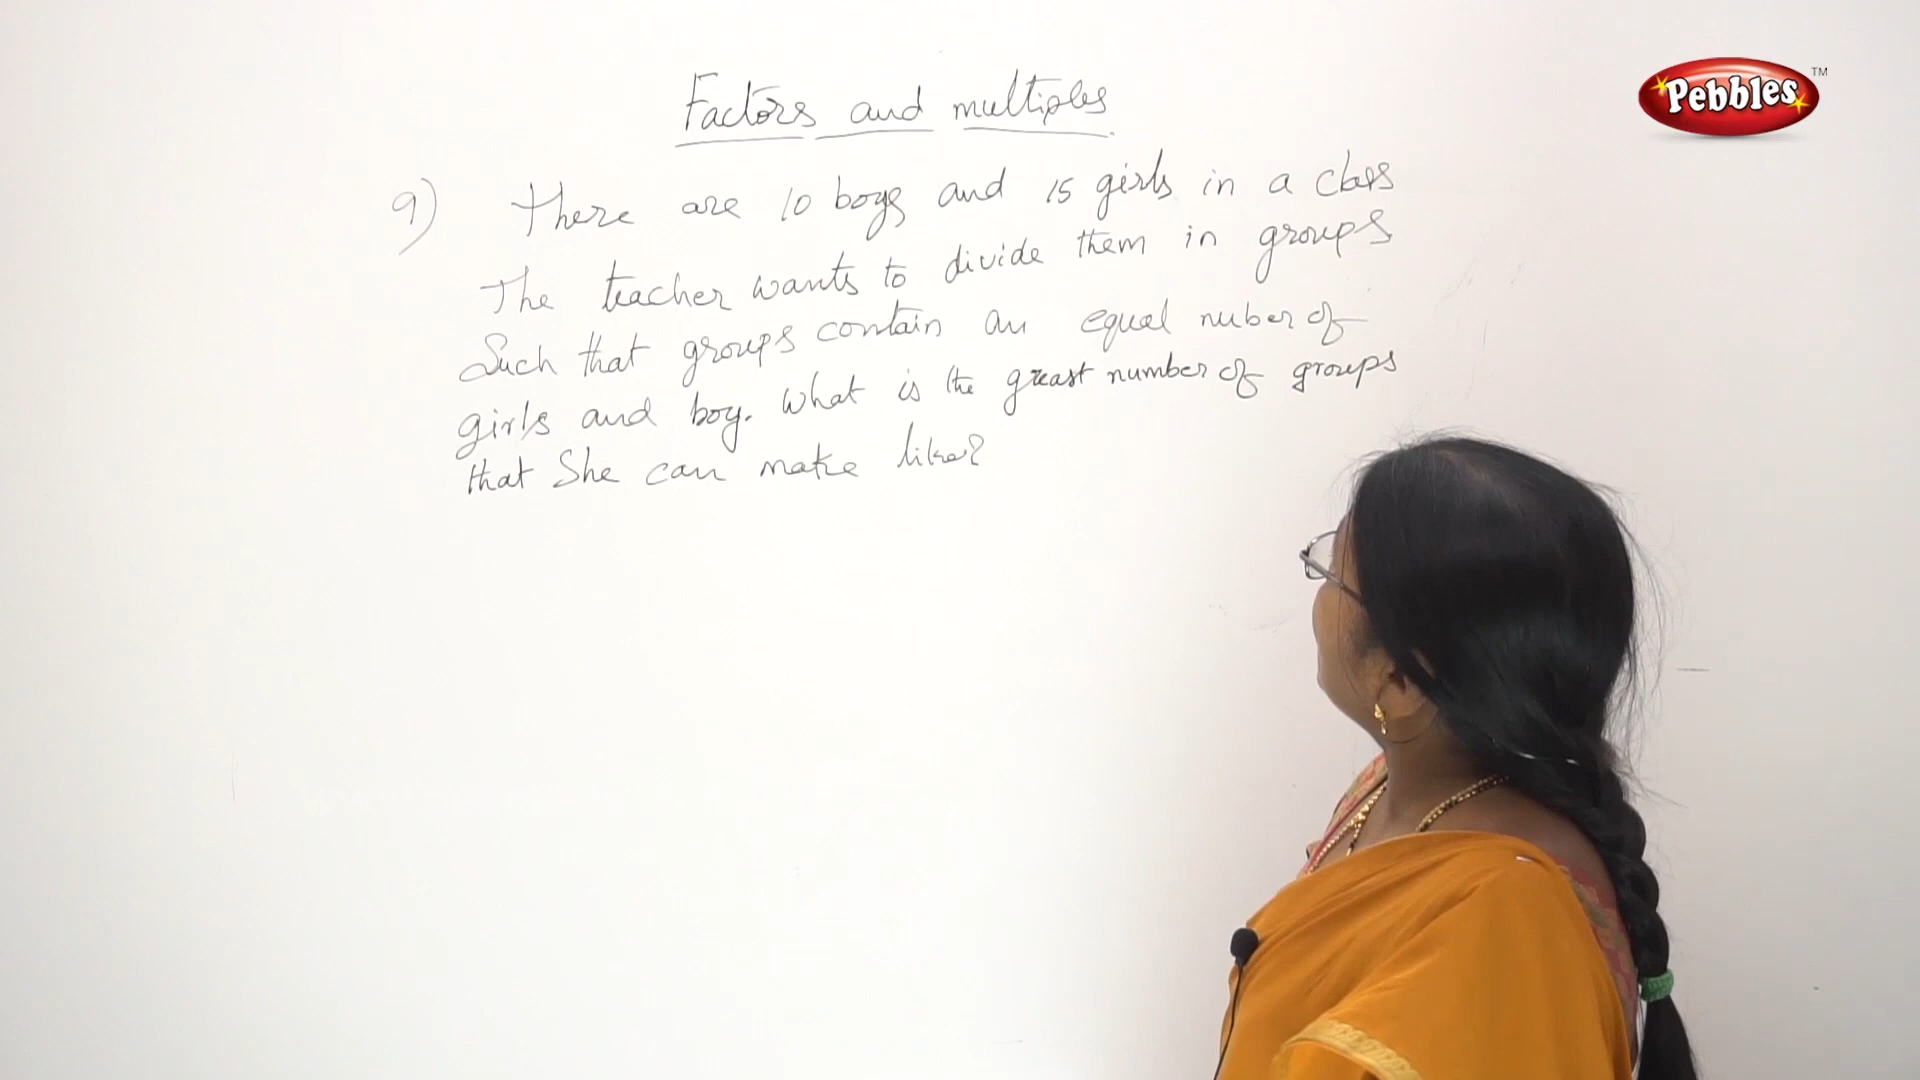 Factors and multiples
Pebbles TM
9) There are 10 boys and 15 girls in a class
The teacher wants to divide them in groups
Such that groups contain an equal nuber of
girls and boy. What is the greast number of groups
that She can make like?